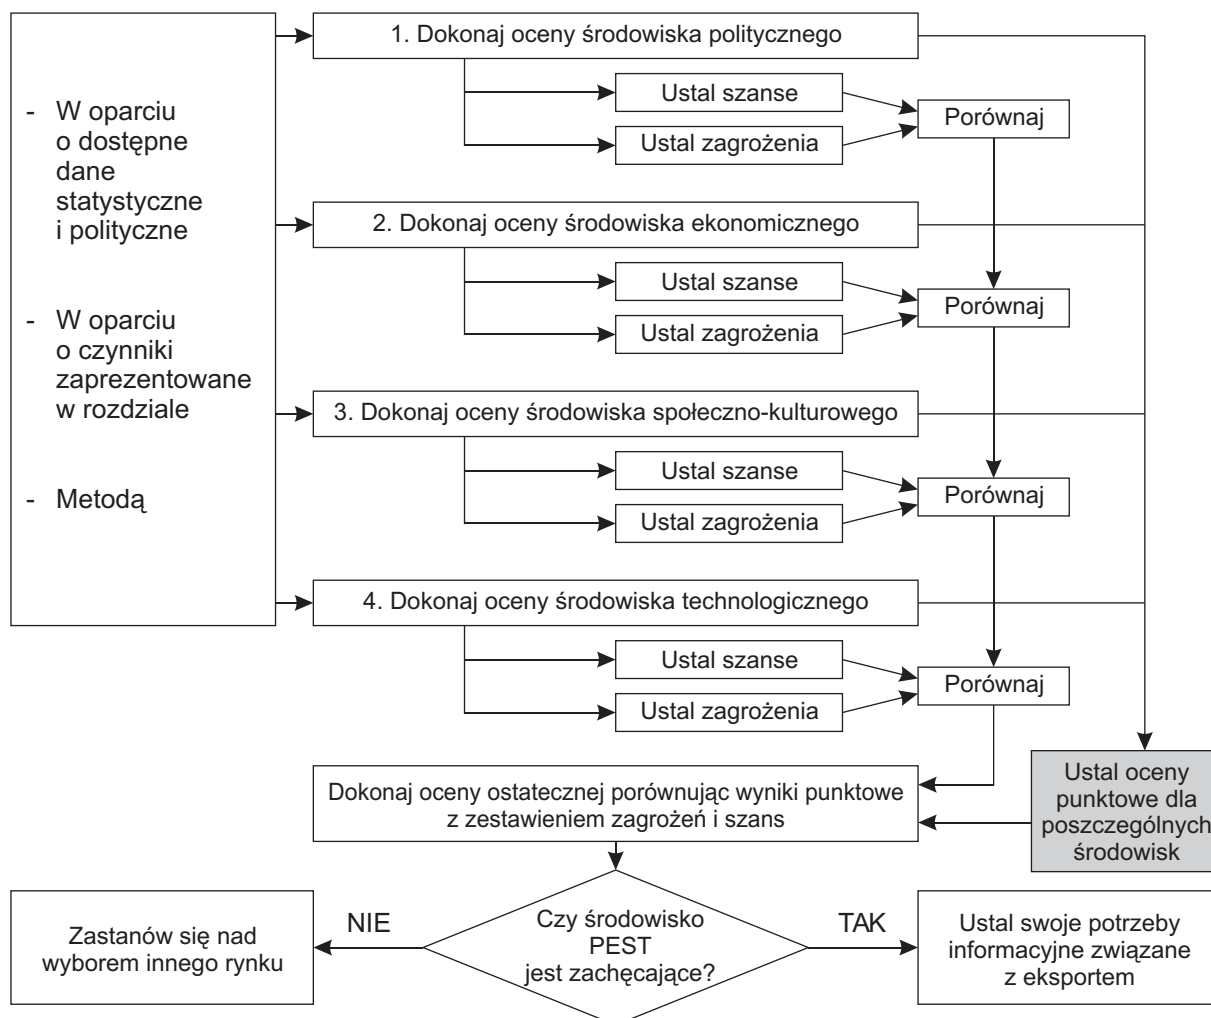 - W oparciu
o dostępne
dane
statystyczne
i polityczne
- W oparciu
o czynniki
zaprezentowane
w rozdziale
- Metodą
1. Dokonaj oceny środowiska politycznego
Ustal szanse
Ustal zagrożenia
Porównaj
2. Dokonaj oceny środowiska ekonomicznego
Ustal szanse
Ustal zagrożenia
Porównaj
3. Dokonaj oceny środowiska społeczno-kulturowego
Ustal szanse
Ustal zagrożenia
Porównaj
4. Dokonaj oceny środowiska technologicznego
Ustal szanse
Ustal zagrożenia
Porównaj
Ustal oceny
punktowe dla
poszczególnych
środowisk
Dokonaj oceny ostatecznej porównując wyniki punktowe
z zestawieniem zagrożeń i szans
Czy środowisko
PEST
jest zachęcające?
NIE
Zastanów się nad
wyborem innego rynku
TAK
Ustal swoje potrzeby
informacyjne związane
z eksportem